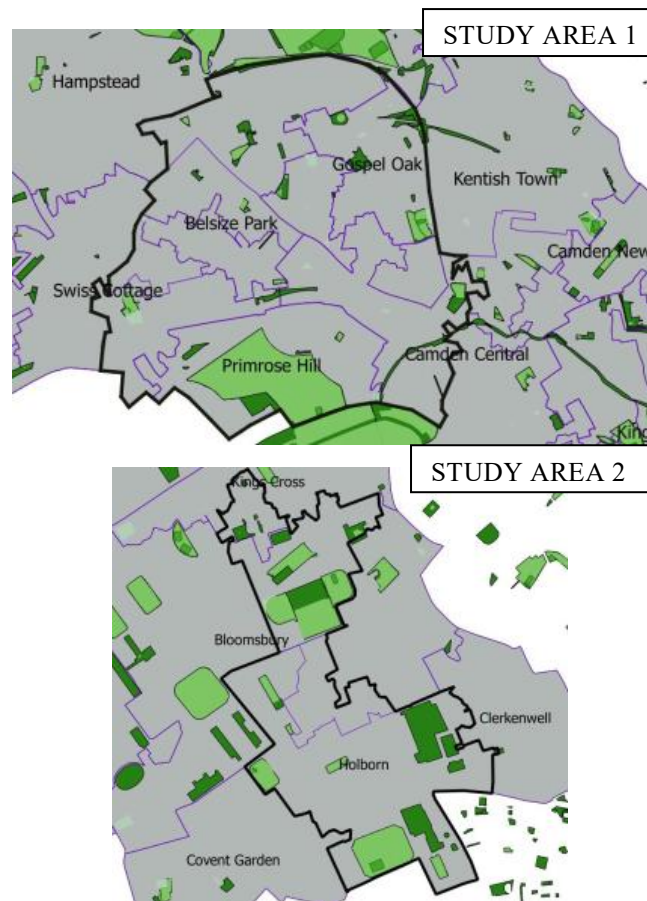 STUDY AREA 1
Hampstead
Gospel Oak
Kentish Town
Belsize Park
Camden New
Swiss Cottage
Camden Central
Primrose Hill
King
STUDY AREA 2
Kings Cross
Bloomsbury
Clerkenwell
Holborn
Covent Garden